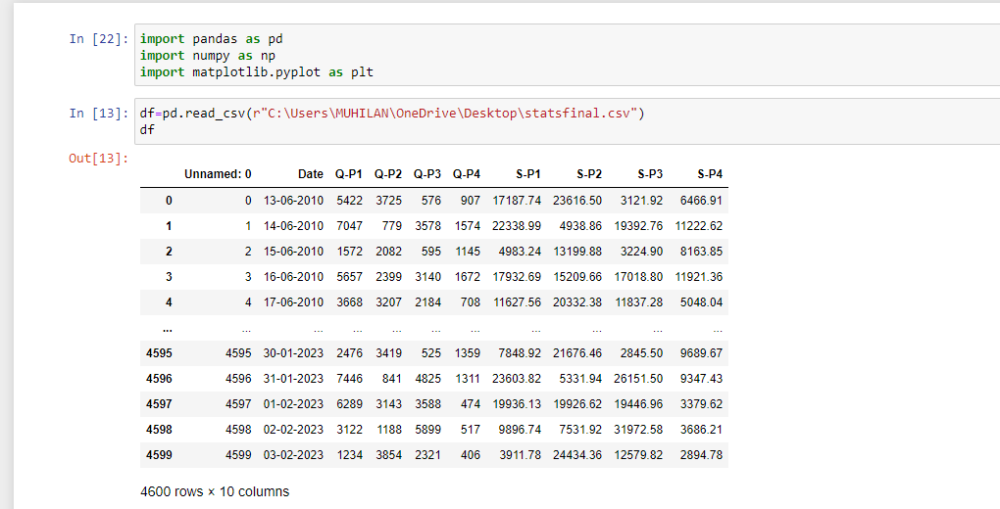 In [22]: import pandas as pd
import numpy as np
import matplotlib.pyplot as plt
In [13]: df=pd.read_csv(r"C:\Users\MUHILAN\OneDrive\Desktop\statsfinal.csv")
df
Out[13]:
Unnamed: 0 Date Q-P1 Q-P2 Q-P3 Q-P4 S-P1 S-P2 S-P3 S-P4
0 0 13-06-2010 5422 3725 576 907 17187.74 23616.50 3121.92 6466.91
1 1 14-06-2010 7047 779 3578 1574 22338.99 4938.86 19392.76 11222.62
2 2 15-06-2010 1572 2082 595 1145 4983.24 13199.88 3224.90 8163.85
3 3 16-06-2010 5657 2399 3140 1672 17932.69 15209.66 17018.80 11921.36
4 4 17-06-2010 3668 3207 2184 708 11627.56 20332.38 11837.28 5048.04
... ... ... ... ... ... ... ... ... ... ...
4595 4595 30-01-2023 2476 3419 525 1359 7848.92 21676.46 2845.50 9689.67
4596 4596 31-01-2023 7446 841 4825 1311 23603.82 5331.94 26151.50 9347.43
4597 4597 01-02-2023 6289 3143 3588 474 19936.13 19926.62 19446.96 3379.62
4598 4598 02-02-2023 3122 1188 5899 517 9896.74 7531.92 31972.58 3686.21
4599 4599 03-02-2023 1234 3854 2321 406 3911.78 24434.36 12579.82 2894.78
4600 rows × 10 columns